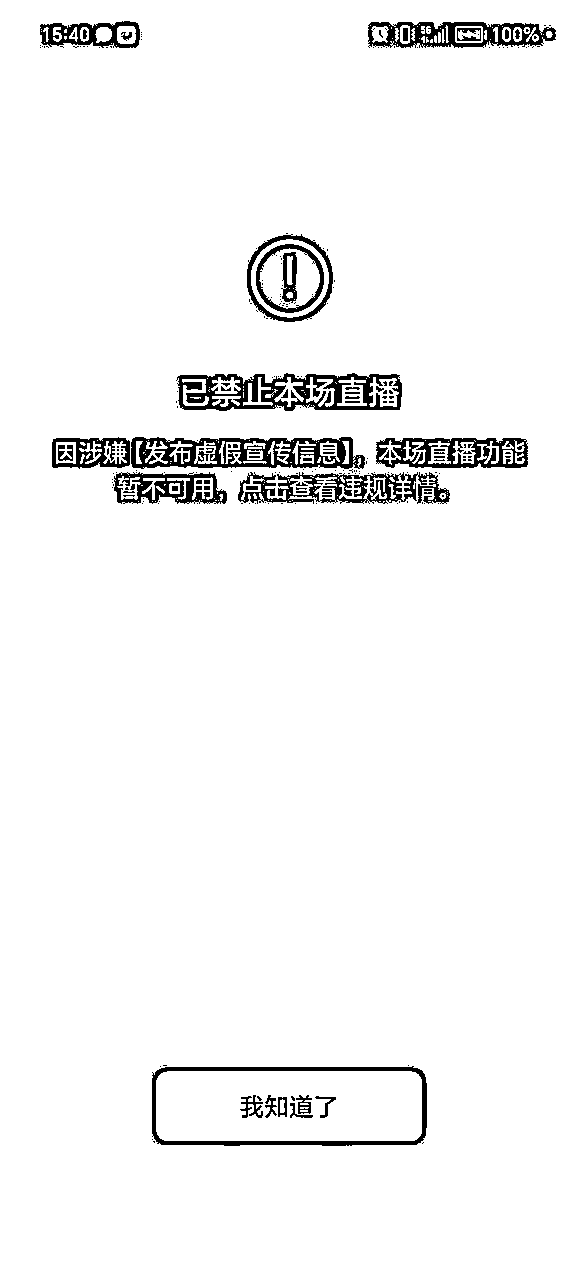 15:40 5G 100%
已禁止本场直播
因涉嫌【发布虚假宣传信息】，本场直播功能
暂不可用，点击查看违规详情。
我知道了